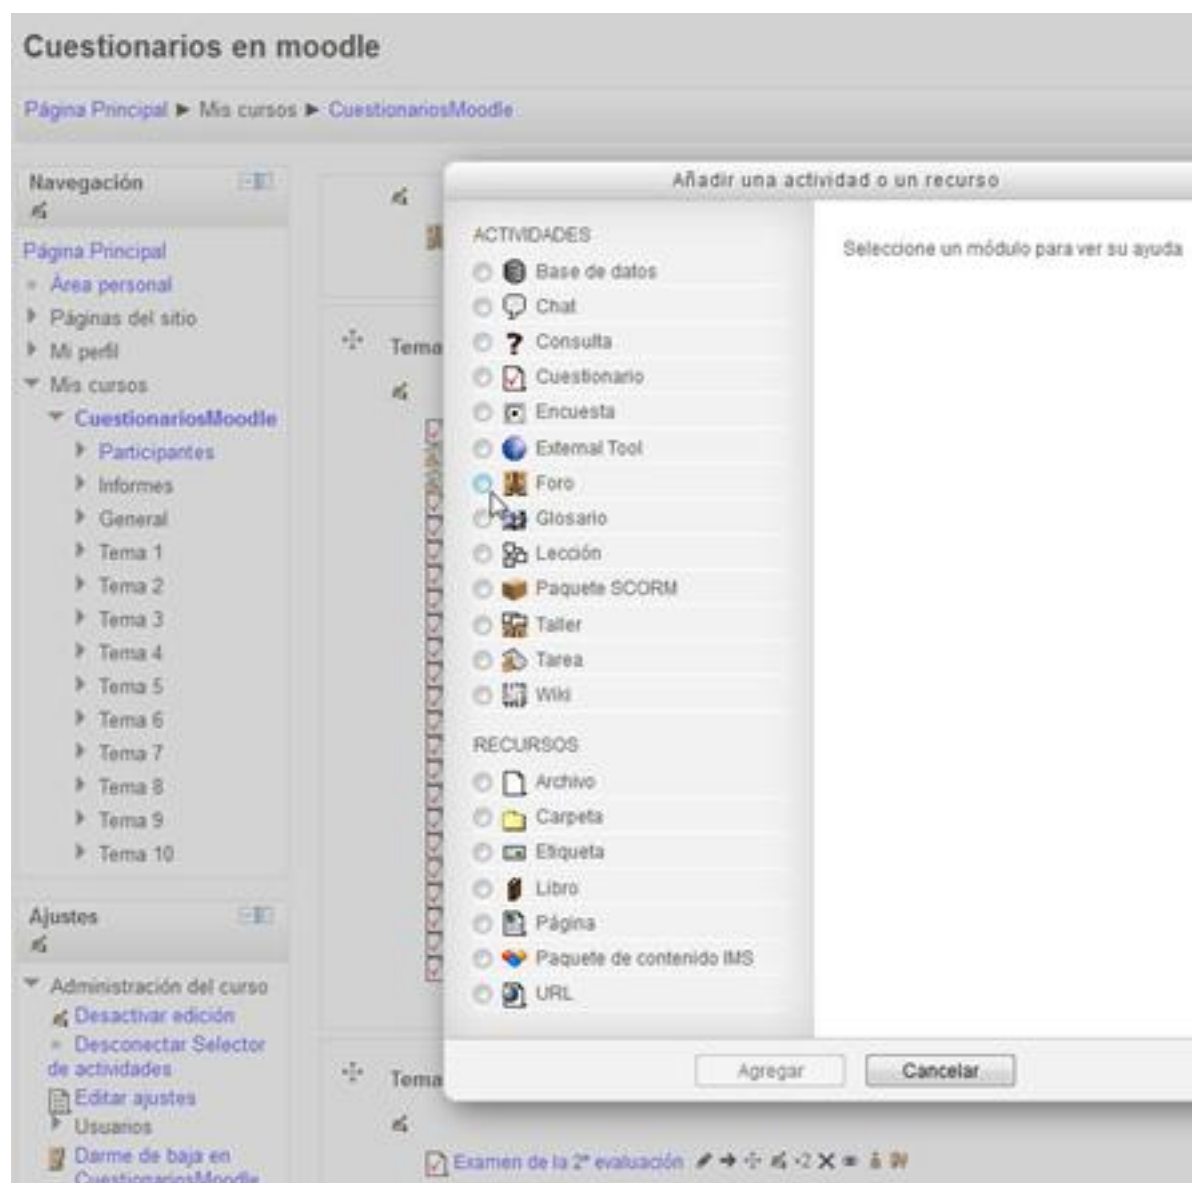 Cuestionarios en moodle
Página Principal ► Mis cursos ► CuestionariosMoodle
Navegación
Página Principal
Área personal
Páginas del sitio
Mi perfil
Mis cursos
CuestionariosMoodle
Participantes
Informes
General
Tema 1
Tema 2
Tema 3
Tema 4
Tema 5
Tema 6
Tema 7
Tema 8
Tema 9
Tema 10
Ajustes
Administración del curso
Desactivar edición
Desconectar Selector
de actividades
Editar ajustes
Usuarios
Darme de baja en
CuestionariosMoodle
Tema
Tema
Examen de la 2ª evaluación
Añadir una actividad o un recurso
ACTIVIDADES
Base de datos
Chat
Consulta
Cuestionario
Encuesta
External Tool
Foro
Glosario
Lección
Paquete SCORM
Taller
Tarea
Wiki
RECURSOS
Archivo
Carpeta
Etiqueta
Libro
Página
Paquete de contenido IMS
URL
Seleccione un módulo para ver su ayuda
Agregar
Cancelar